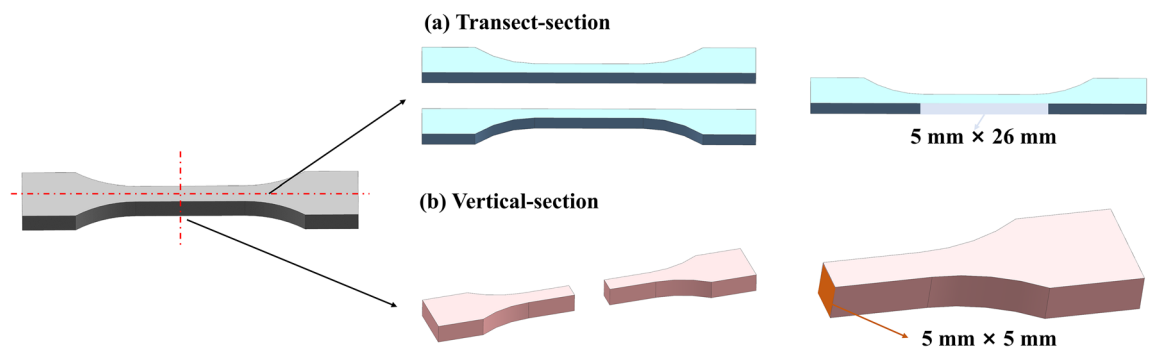 (a) Transect-section
5 mm × 26 mm
(b) Vertical-section
5 mm × 5 mm